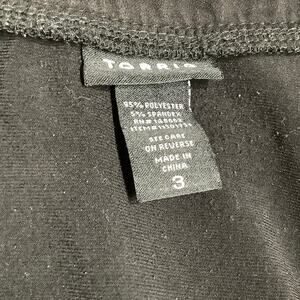 TORRID
95% POLYESTER
5% SPANDEX
SEE CARE
ON REVERSE
MADE IN
CHINA
3